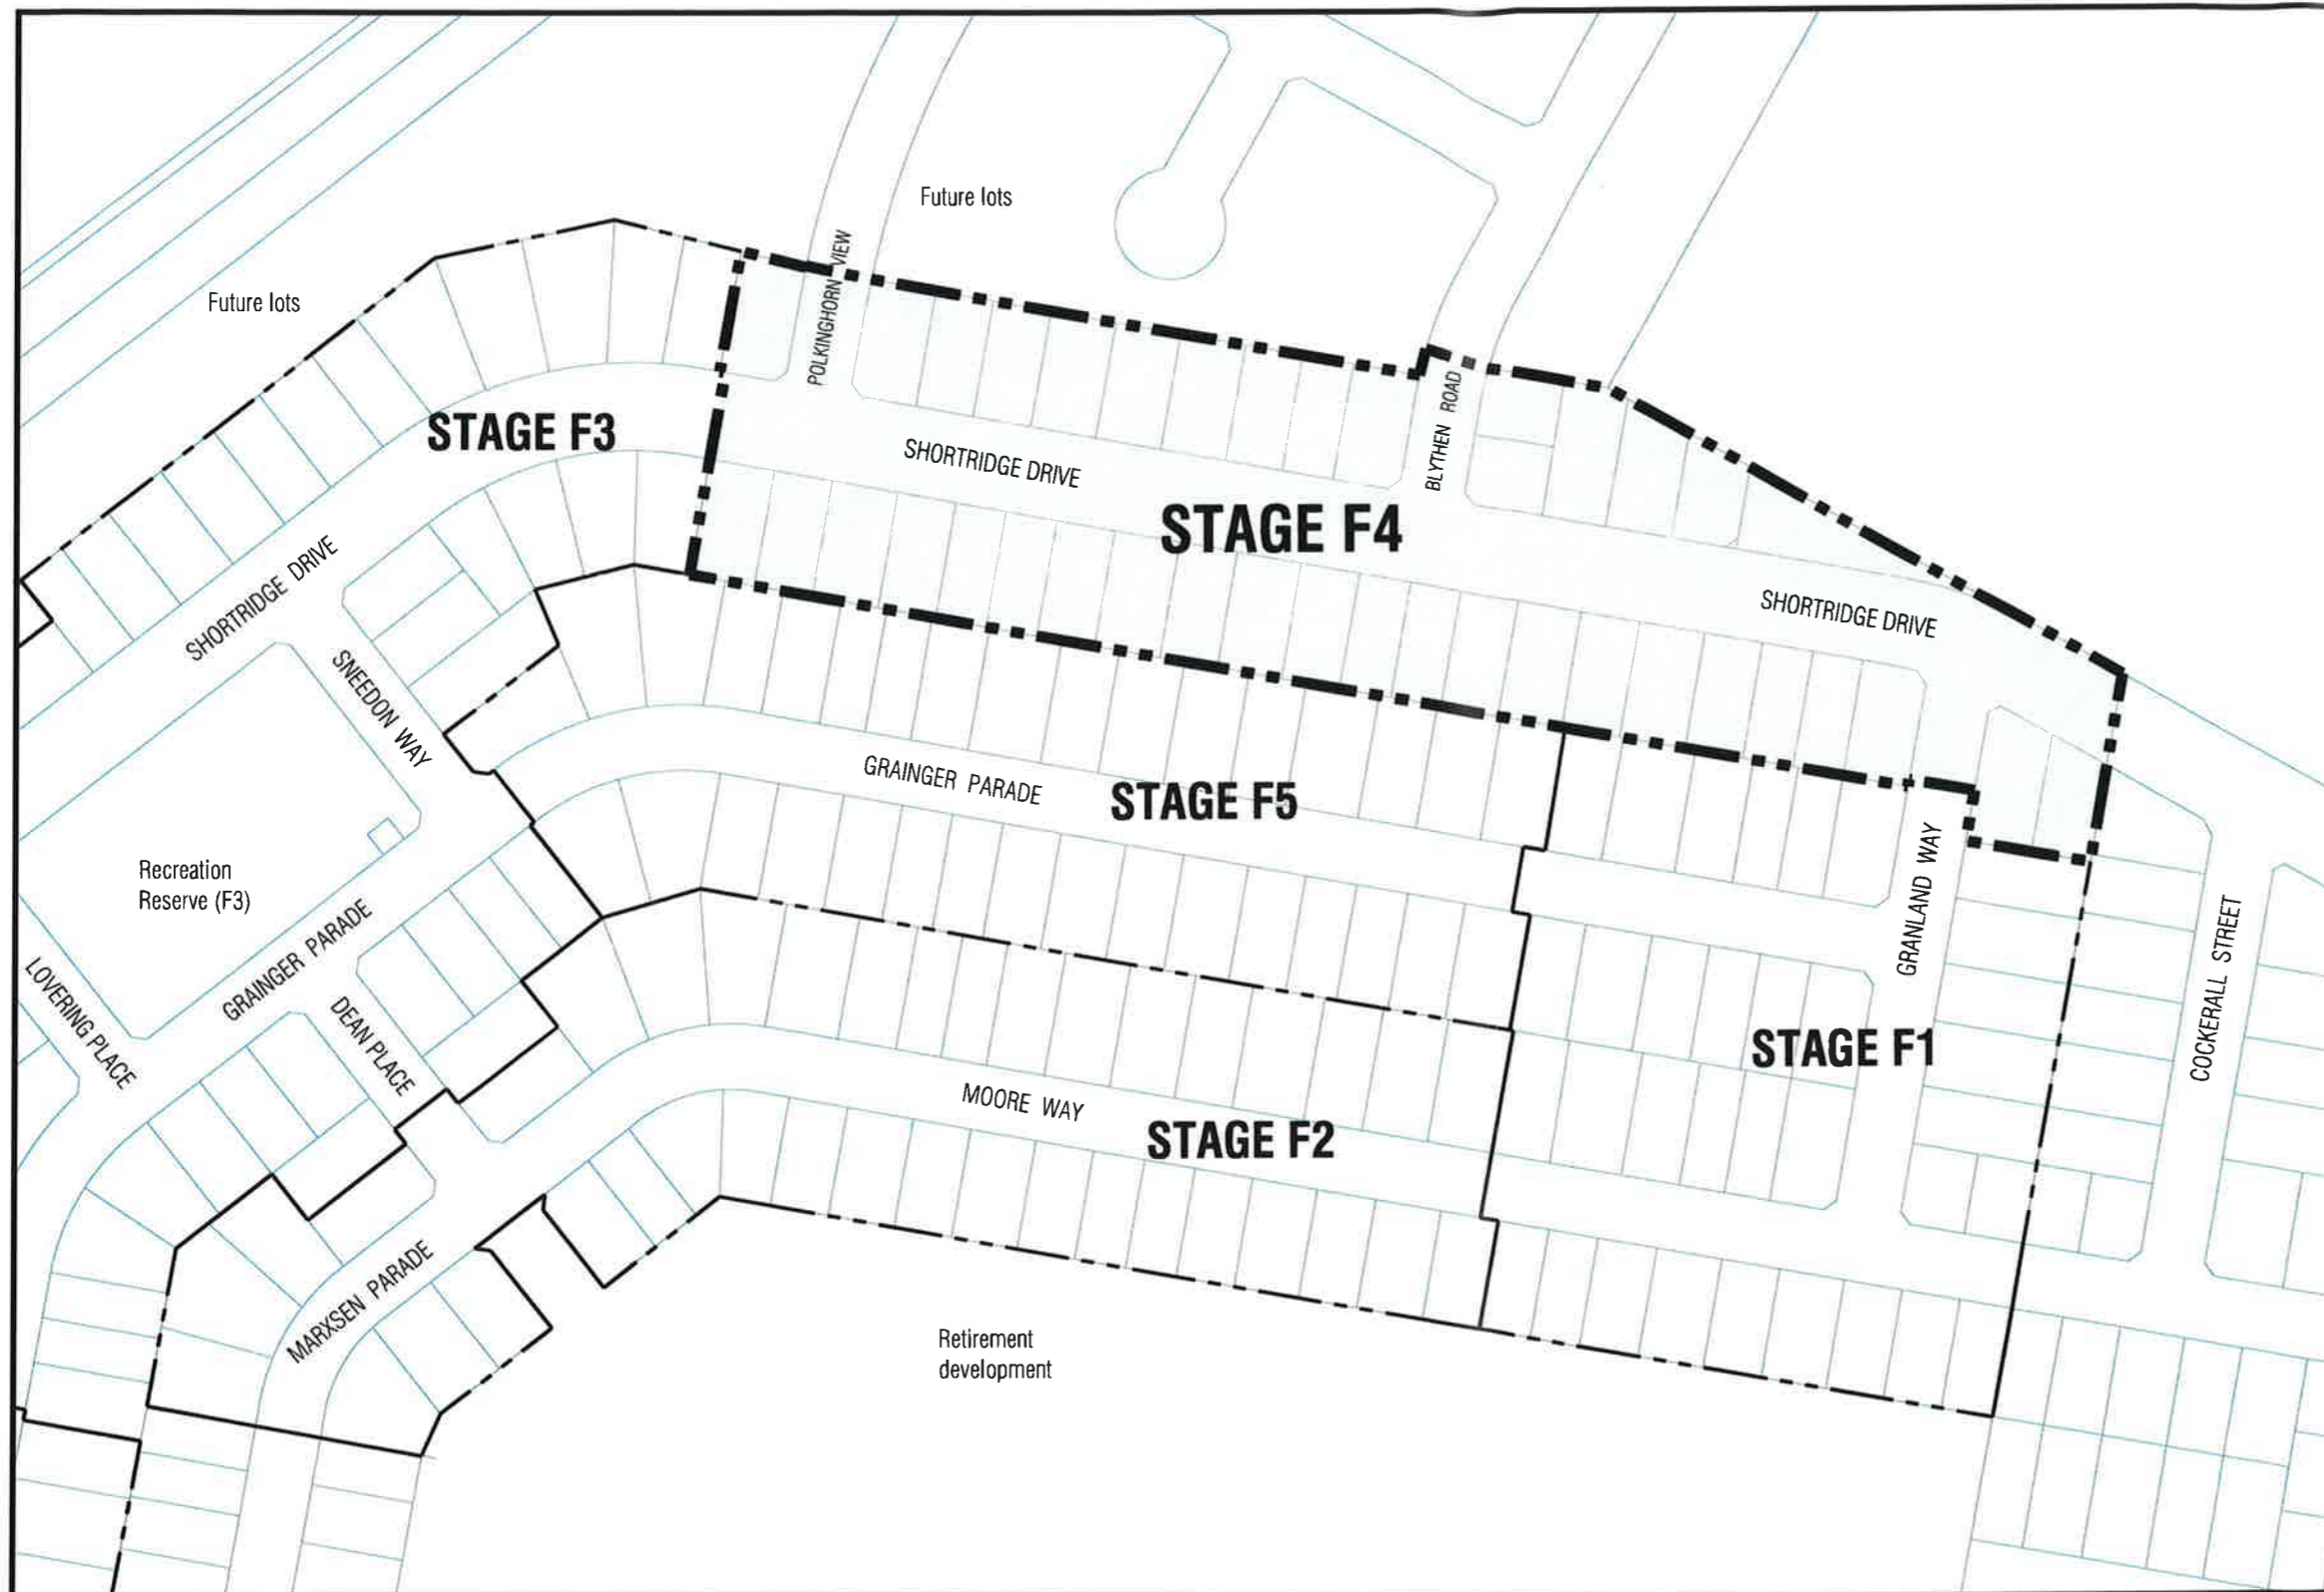 Future lots
Future lots
POLKINGHORN VIEW
STAGE F3
SHORTRIDGE DRIVE
BLYTHEN ROAD
STAGE F4
SHORTRIDGE DRIVE
SHORTRIDGE DRIVE
SNEEDON WAY
GRAINGER PARADE
STAGE F5
Recreation
Reserve (F3)
GRANLAND WAY
COCKERALL STREET
GRAINGER PARADE
LOVERING PLACE
DEAN PLACE
STAGE F1
MOORE WAY
STAGE F2
MARXSEN PARADE
Retirement
development